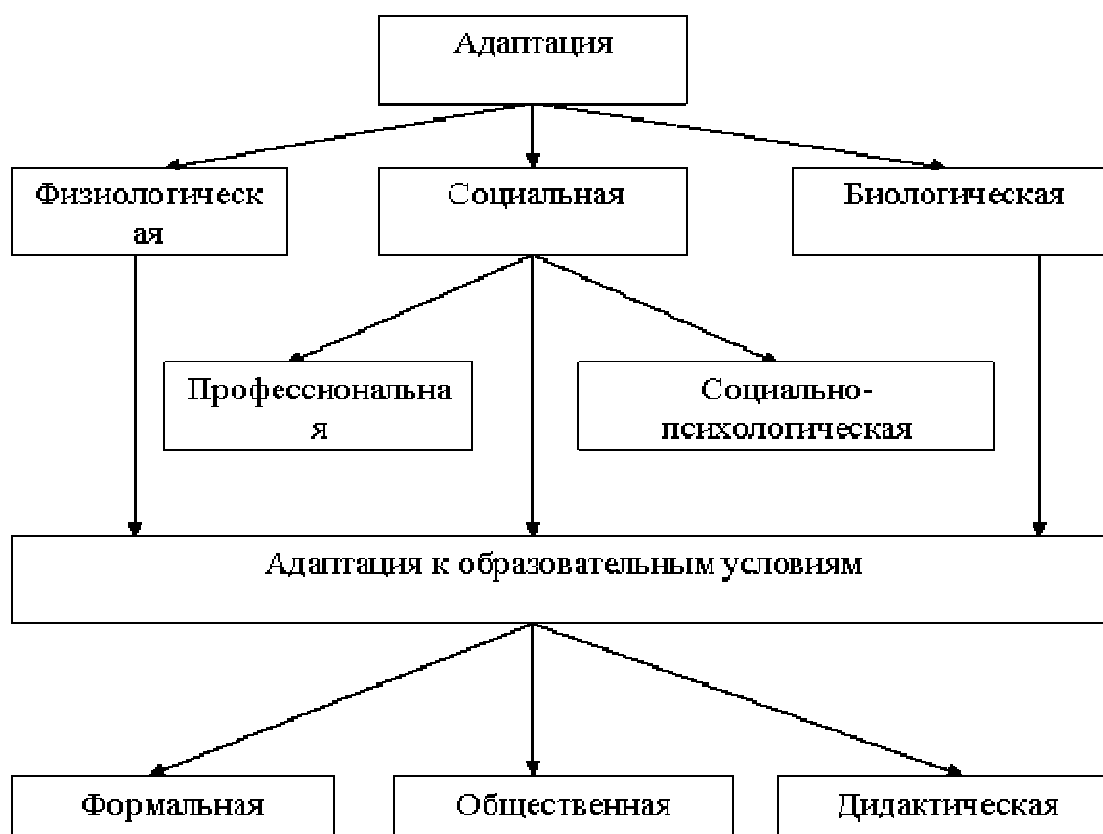 Адаптация
Физиологическ
ая
Социальная
Биологическая
Профессиональна
я
Социально-
психологическая
Адаптация к образовательным условиям
Формальная
Общественная
Дидактическая